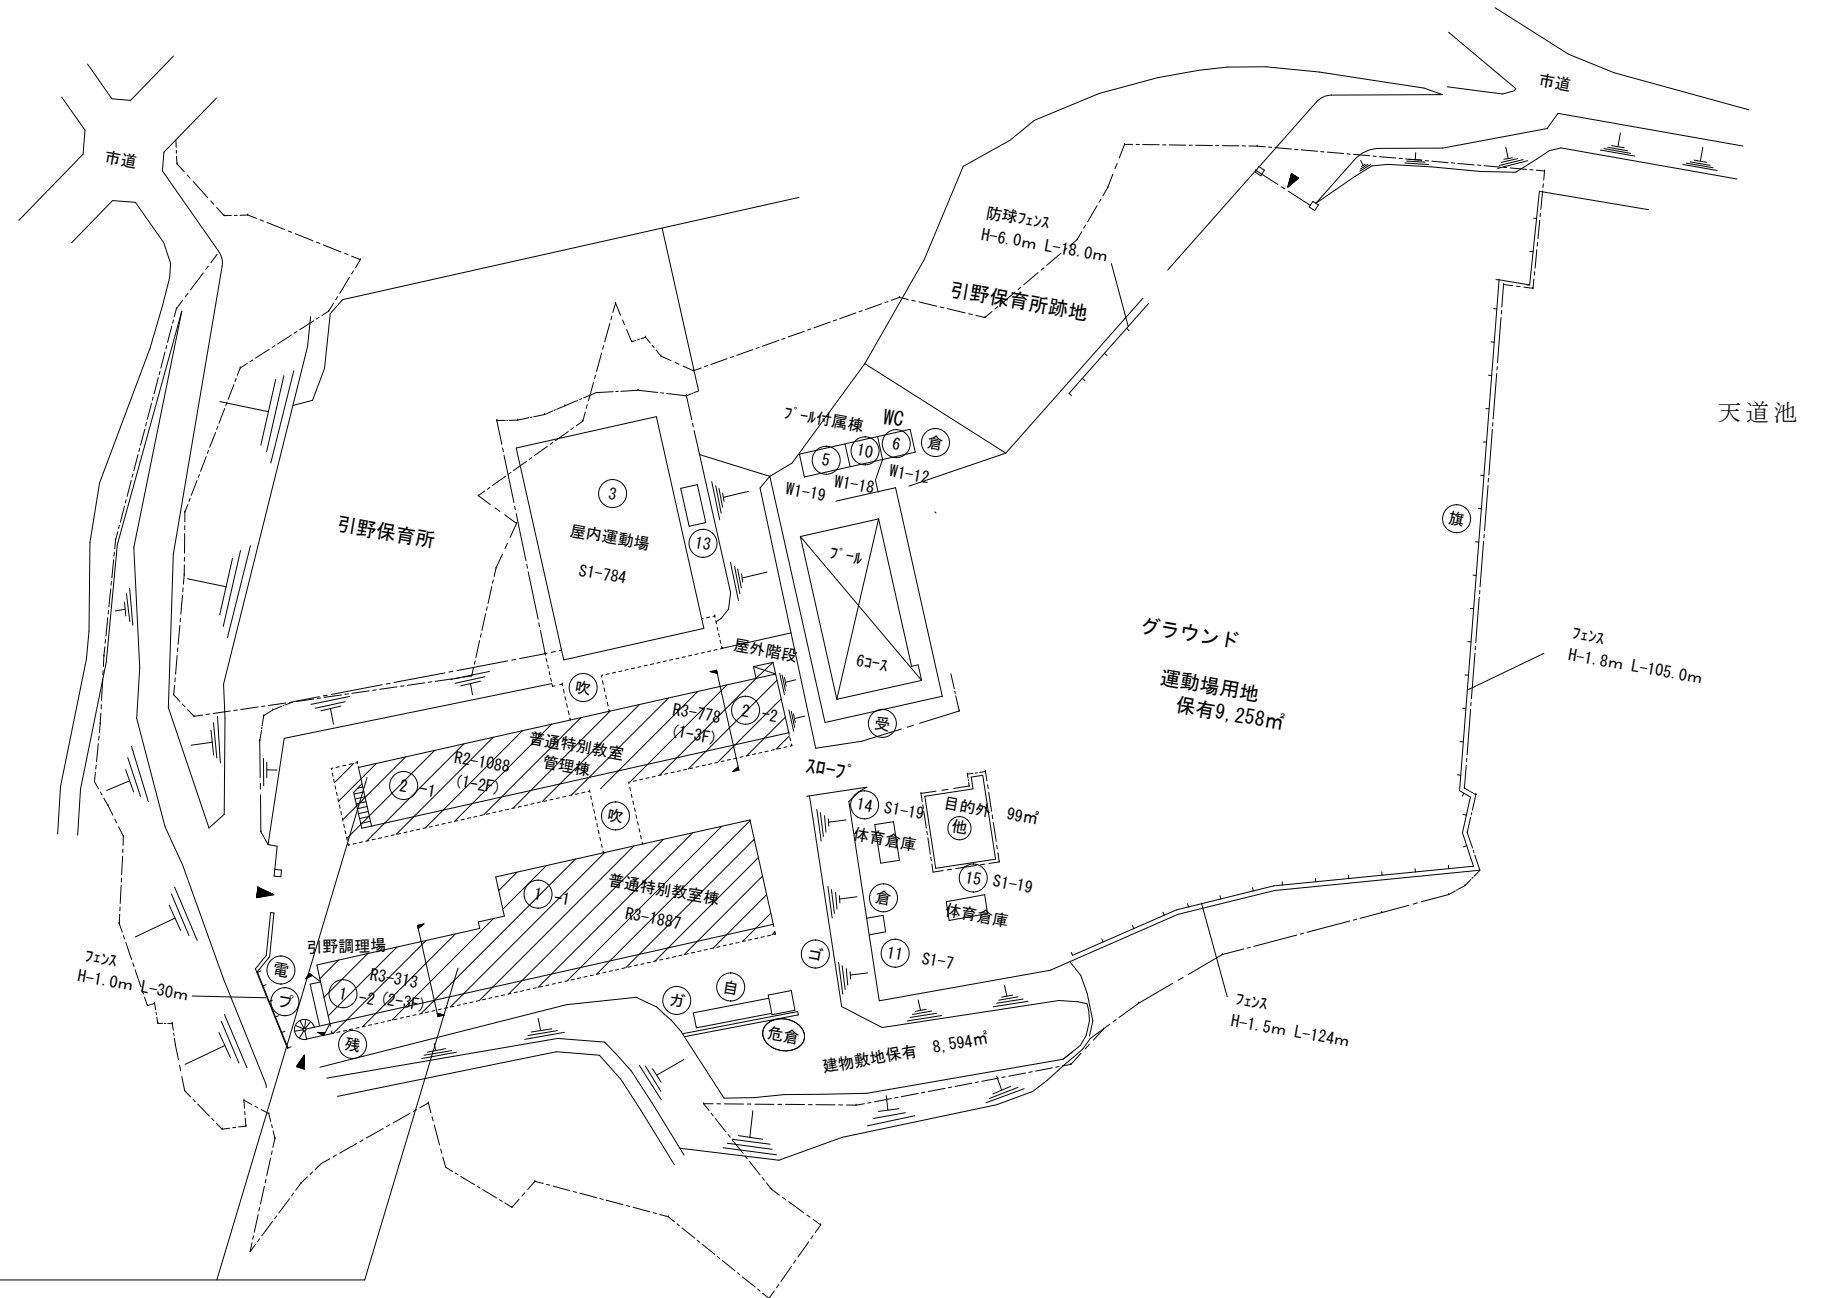 市道
市道
防球フェンス
H-6.0m L-18.0m
引野保育所跡地
天道池
プール付属棟
WC
5
10
6
倉
W1-19
W1-18
W1-12
3
屋内運動場
S1-784
13
引野保育所
プール
6コース
旗
グラウンド
運動場用地
保有9,258㎡
フェンス
H-1.8m L-105.0m
屋外階段
吹
R3-778
(1-3F)
2-2
受
普通特別教室
管理棟
R2-1088
(1-2F)
2-1
スロープ
吹
14
S1-19
体育倉庫
目的外 99㎡
他
15
S1-19
体育倉庫
1-1
普通特別教室棟
R3-1887
倉
11
S1-7
ゴ
引野調理場
電
プ
R3-313
1-2 (2-3F)
フェンス
H-1.0m L-30m
残
ガ
自
危倉
建物敷地保有 8,594㎡
フェンス
H-1.5m L-124m